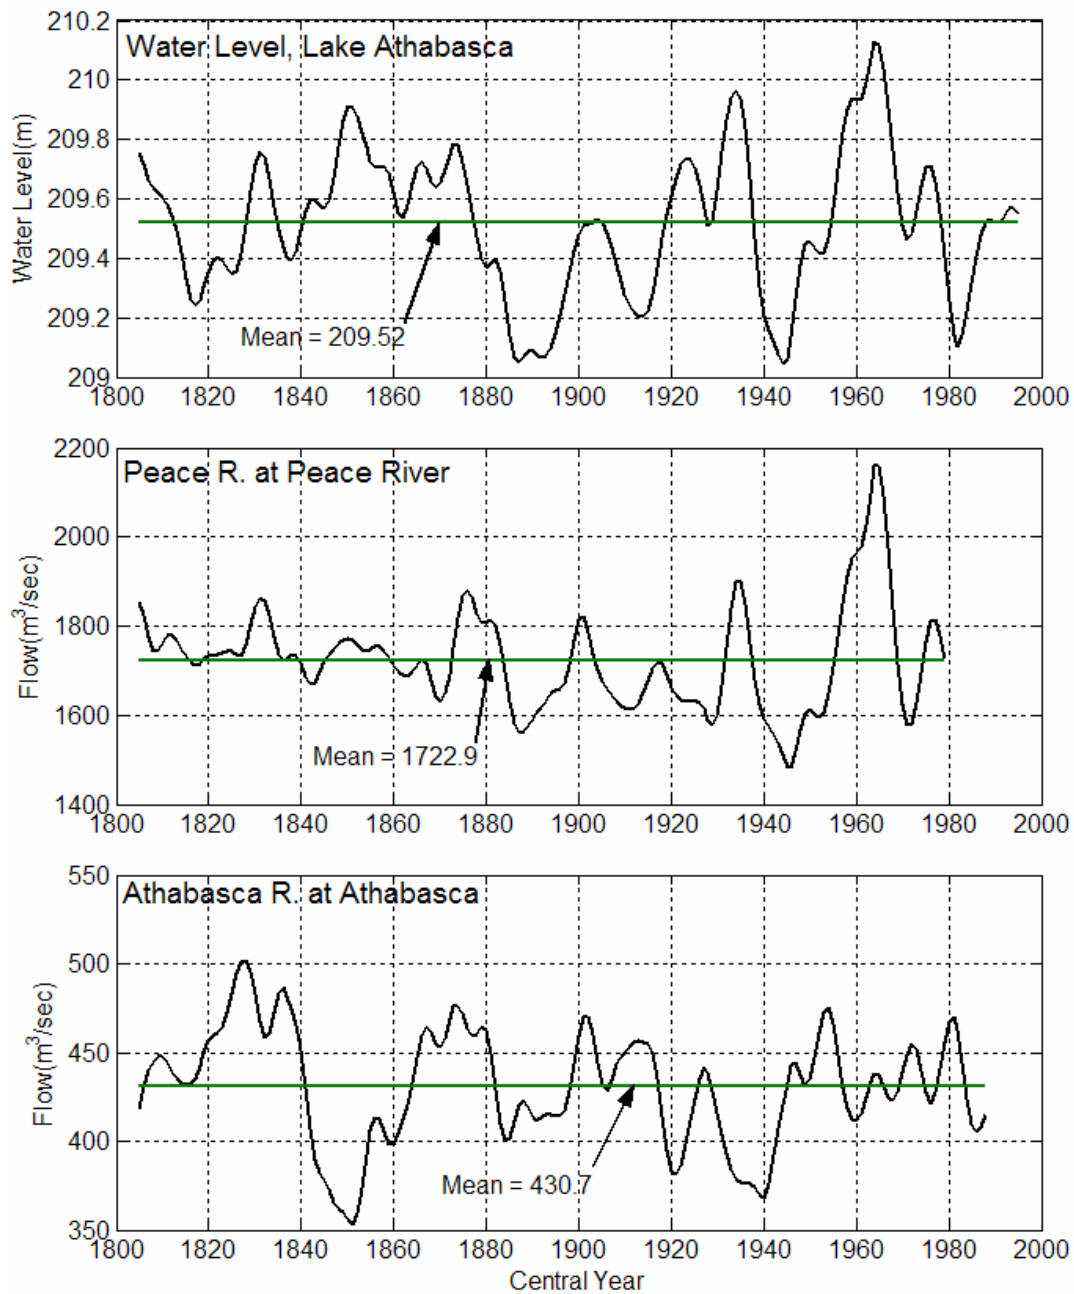 Water Level, Lake Athabasca
Water Level(m)
210.2
210
209.8
209.6
209.4
209.2
209
Mean = 209.52
1800 1820 1840 1860 1880 1900 1920 1940 1960 1980 2000
Peace R. at Peace River
Flow(m³/sec)
2200
2000
1800
1600
1400
Mean = 1722.9
1800 1820 1840 1860 1880 1900 1920 1940 1960 1980 2000
Athabasca R. at Athabasca
Flow(m³/sec)
550
500
450
400
350
Mean = 430.7
1800 1820 1840 1860 1880 1900 1920 1940 1960 1980 2000
Central Year